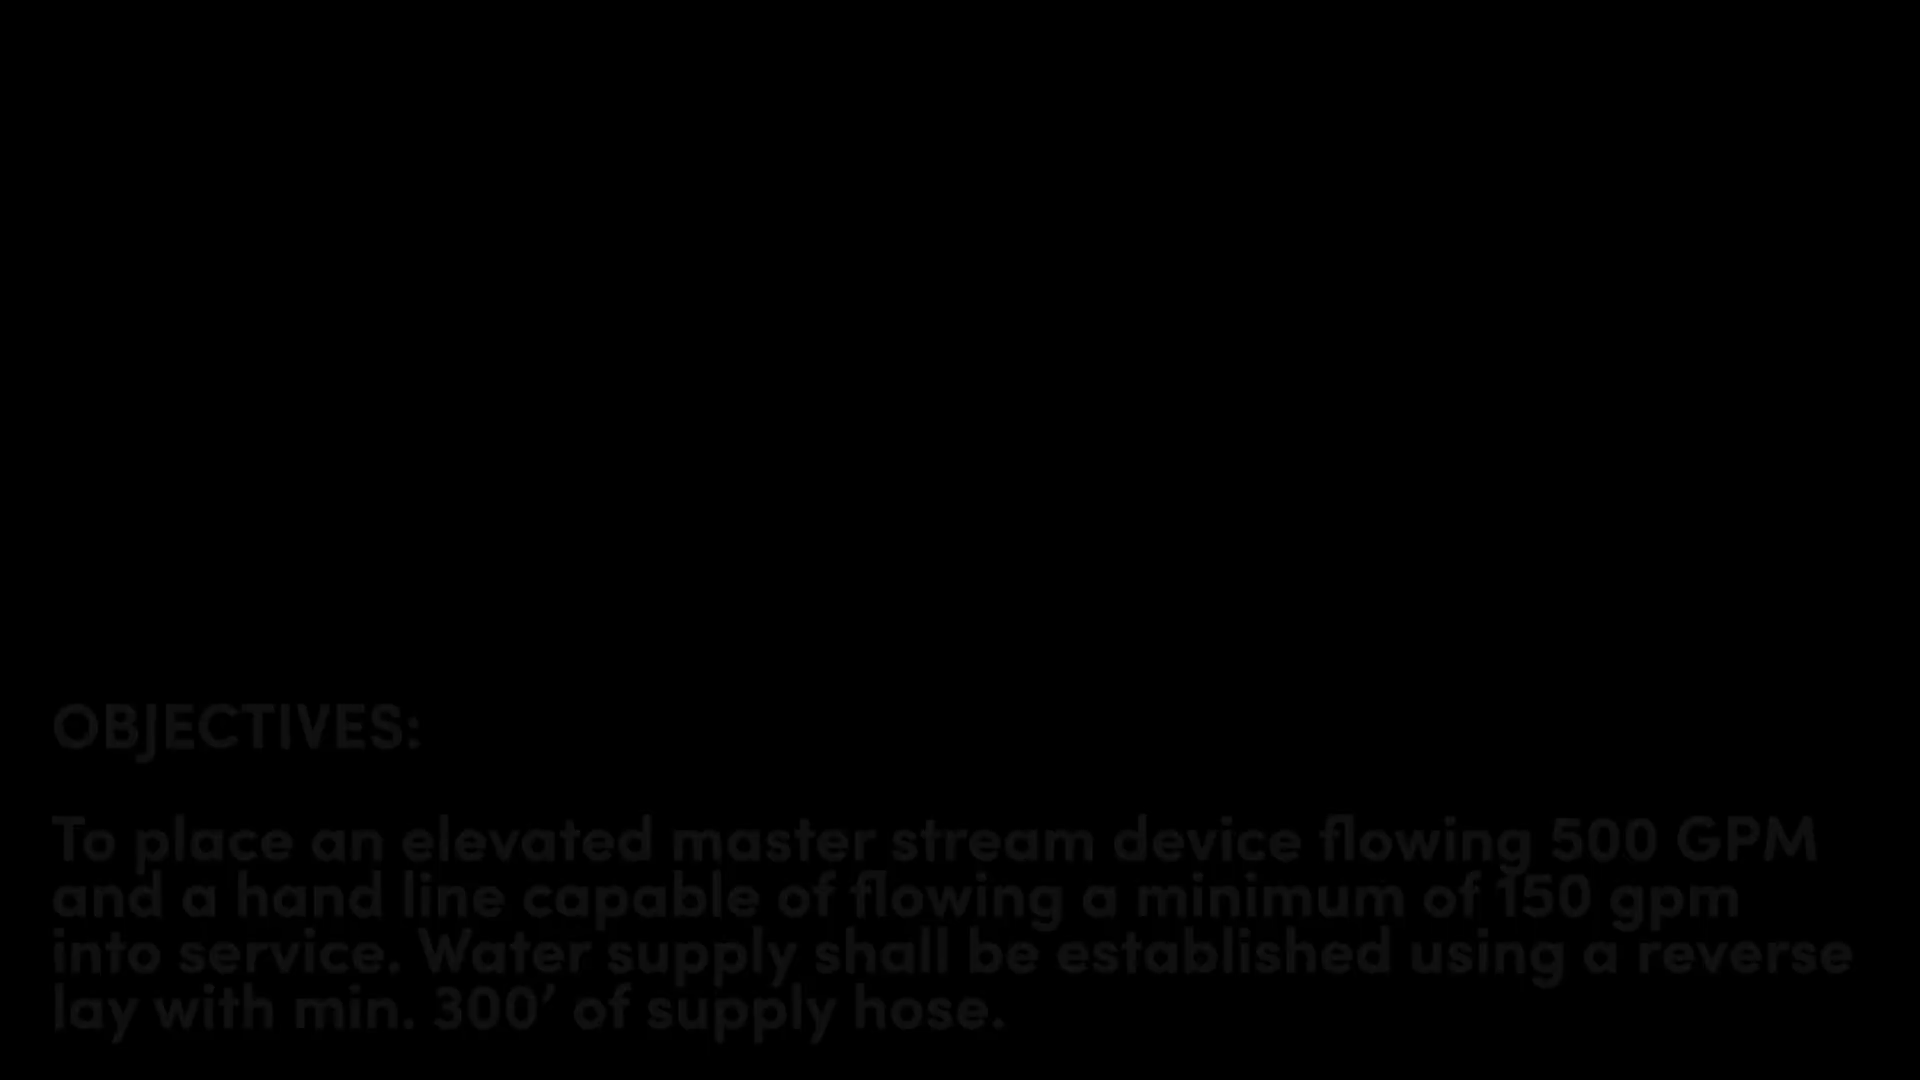 OBJECTIVES:
To place an elevated master stream device flowing 500 GPM
and a hand line capable of flowing a minimum of 150 gpm
into service. Water supply shall be established using a reverse
lay with min. 300’ of supply hose.